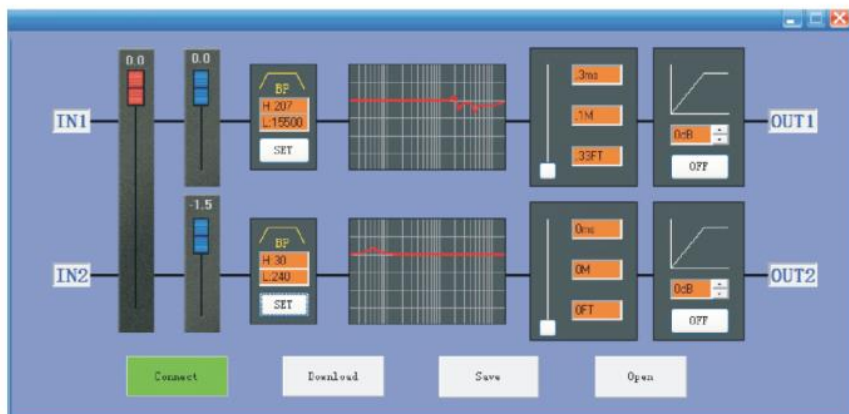 0.0
0.0
IN1
BP
H:207
L:15500
SET
.3ms
.1M
.33FT
0dB
OFF
OUT1
-1.5
IN2
BP
H:30
L:240
SET
0ms
0M
0FT
0dB
OFF
OUT2
Connect
Download
Save
Open